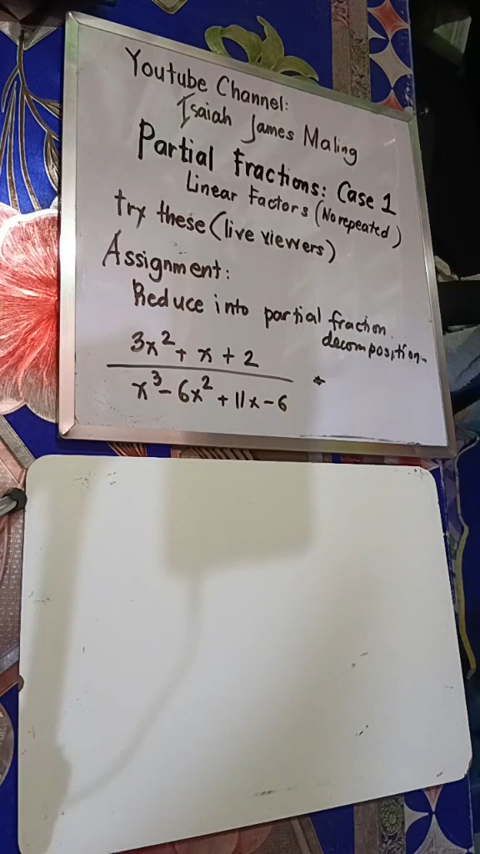 Youtube Channel:
Isaiah James Maling
Partial Fractions: Case 1
Linear Factors (No repeated)
try these (live viewers)
Assignment:
Reduce into partial fraction
decomposition.
3x² + x + 2
x³ - 6x² + 11x - 6